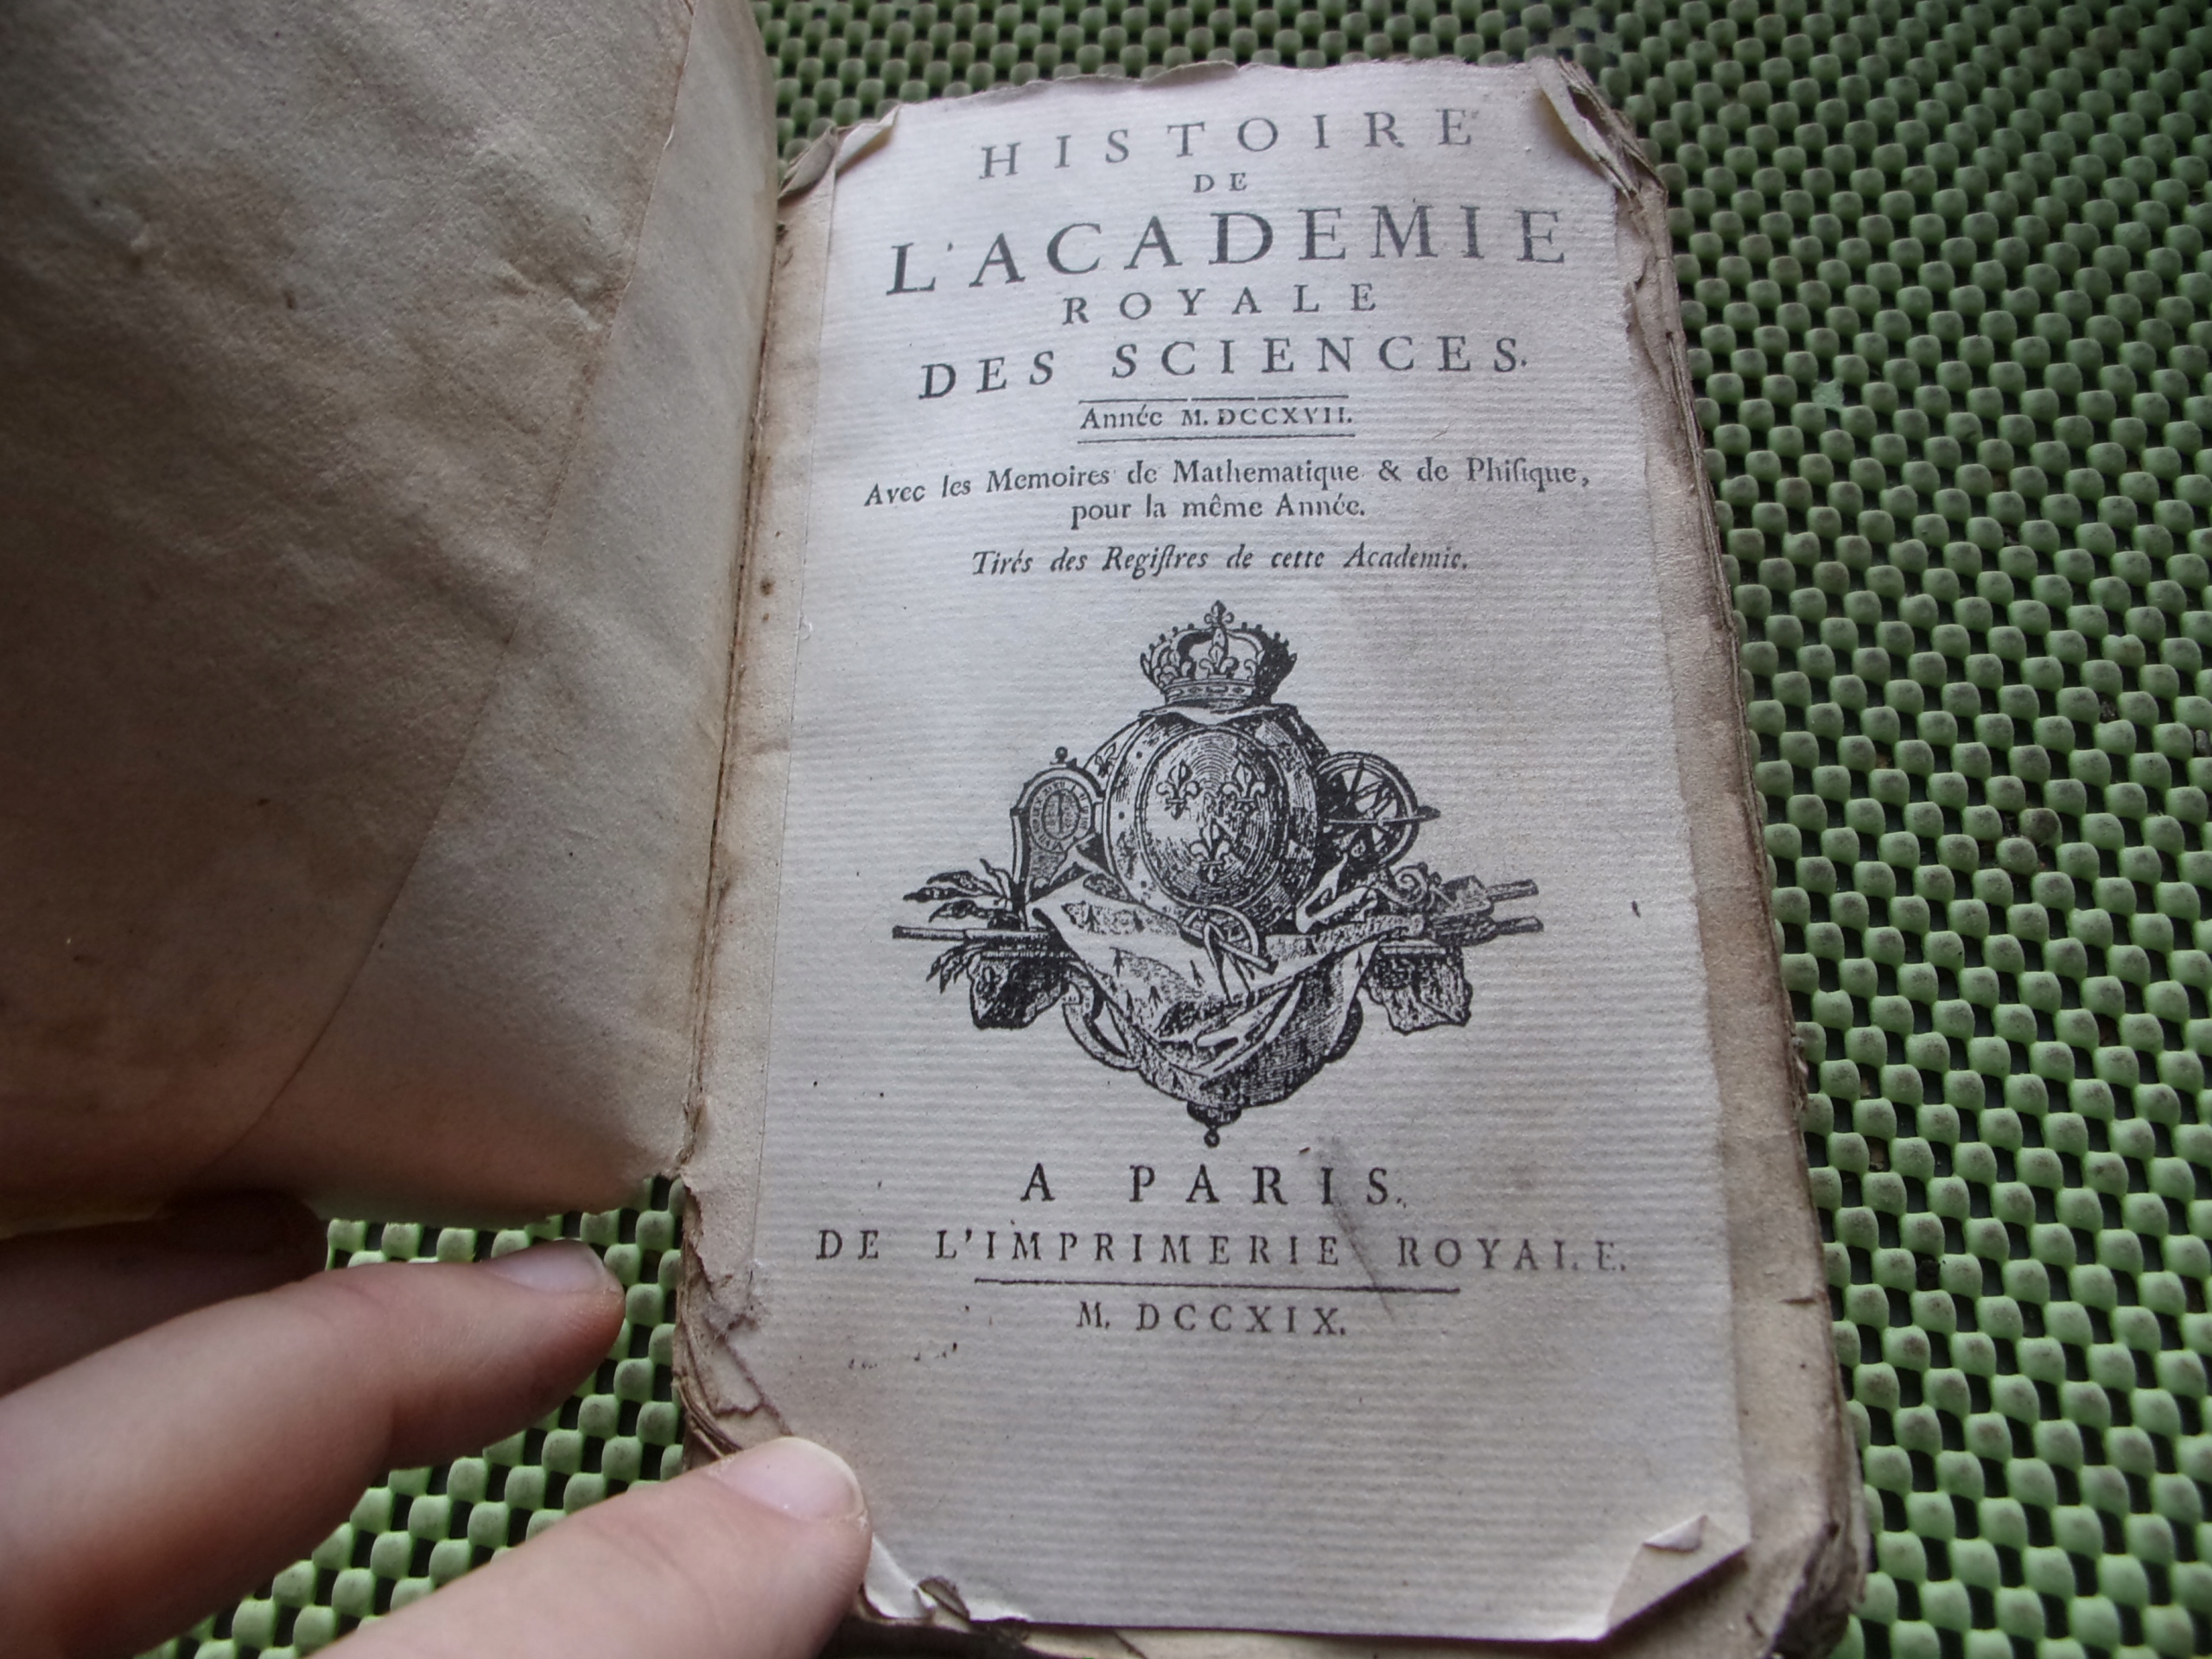 HISTOIRE
DE
L'ACADEMIE
ROYALE
DES SCIENCES.
Année M. DCCXVII.
Avec les Memoires de Mathematique & de Phiſique,
pour la même Année.
Tirés des Regiſtres de cette Academie.
A PARIS.
DE L'IMPRIMERIE ROYALE.
M. DCCXIX.